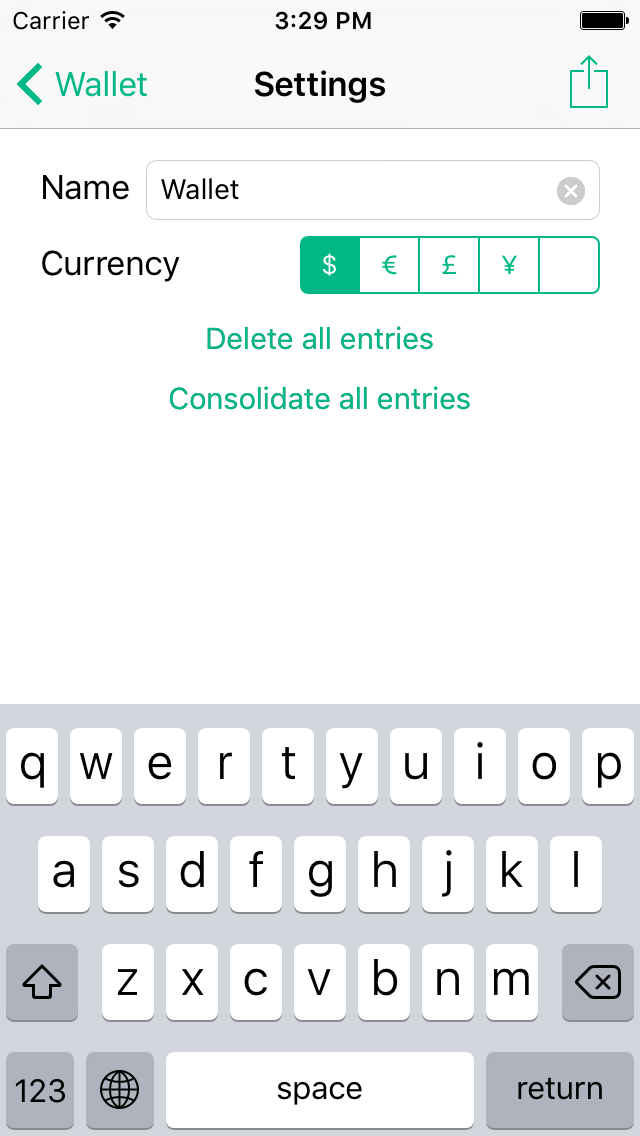 Carrier 3:29 PM
Wallet Settings
Name Wallet
Currency $ € £ ¥
Delete all entries
Consolidate all entries
q w e r t y u i o p
a s d f g h j k l
z x c v b n m
123 space return